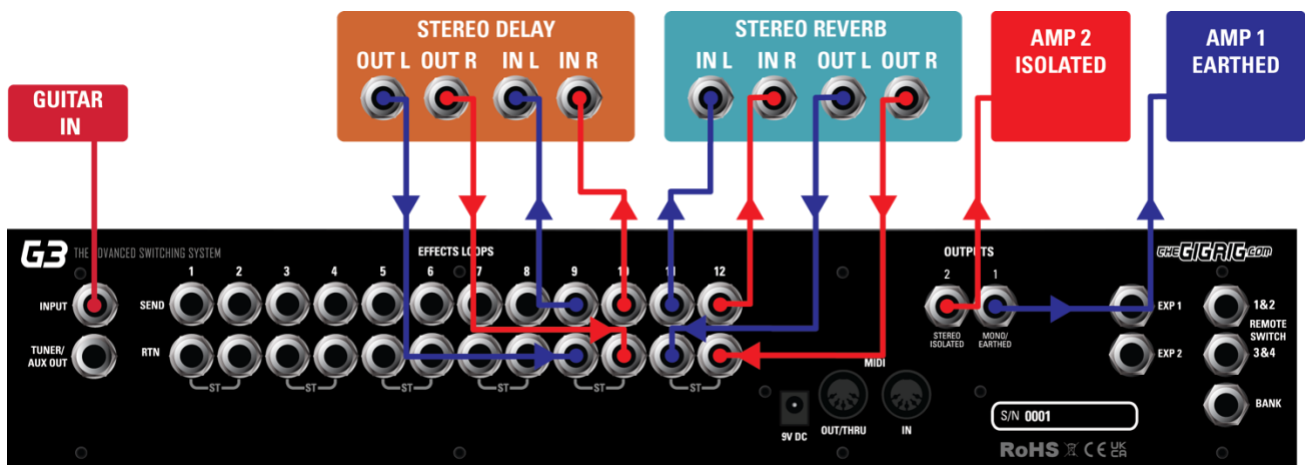 STEREO DELAY
OUT L OUT R IN L IN R
STEREO REVERB
IN L IN R OUT L OUT R
AMP 2
ISOLATED
AMP 1
EARTHED
GUITAR
IN
G3 THE ADVANCED SWITCHING SYSTEM
EFFECTS LOOPS
OUTPUTS
THEGIGRIG.COM
1 2 3 4 5 6 7 8 9 10 11 12
2 1
INPUT
SEND
EXP 1
1&2
REMOTE
SWITCH
3&4
TUNER/
AUX OUT
RTN
STEREO
ISOLATED
MONO/
EARTHED
EXP 2
MIDI
ST ST ST ST ST ST
BANK
9V DC
OUT/THRU
IN
S/N 0001
RoHS CE UK
CA